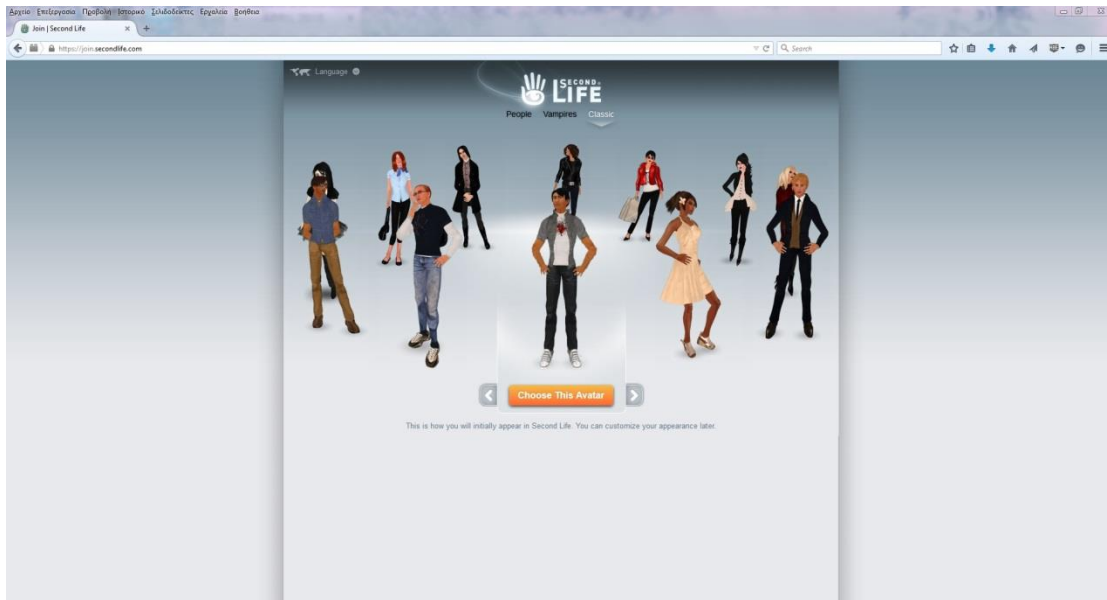 Αρχείο Επεξεργασία Προβολή Ιστορικό Σελιδοδείκτες Εργαλεία Βοήθεια
Join | Second Life
https://join.secondlife.com
Search
Language
SECOND LIFE
People Vampires Classic
Choose This Avatar
This is how you will initially appear in Second Life. You can customize your appearance later.